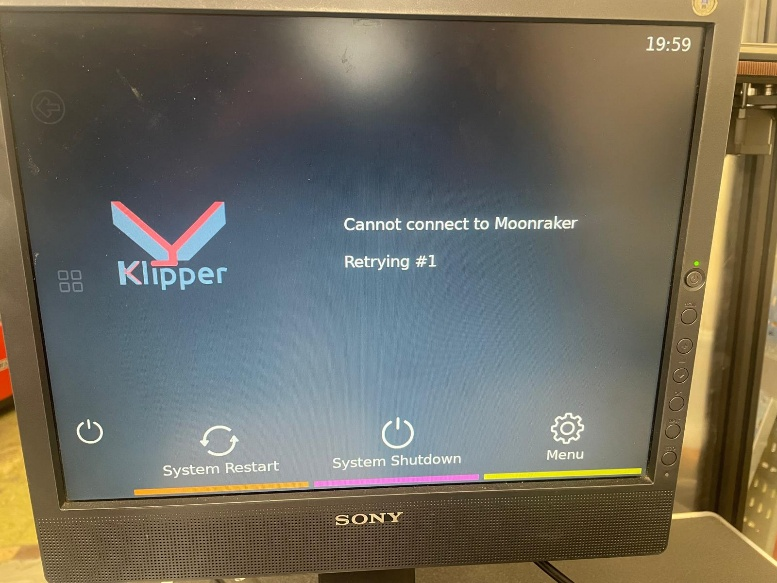 19:59
Cannot connect to Moonraker
Retrying #1
Klipper
System Restart
System Shutdown
Menu
SONY